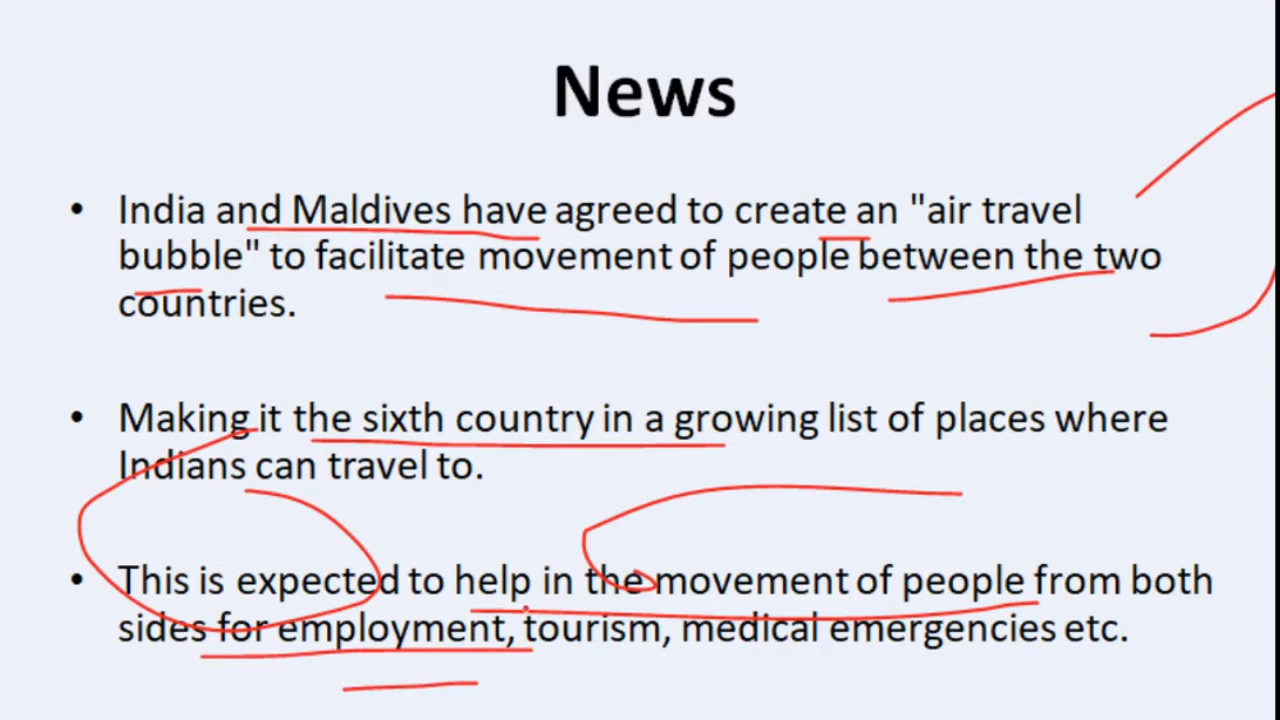 News
• India and Maldives have agreed to create an "air travel
bubble" to facilitate movement of people between the two
countries.
• Making it the sixth country in a growing list of places where
Indians can travel to.
• This is expected to help in the movement of people from both
sides for employment, tourism, medical emergencies etc.